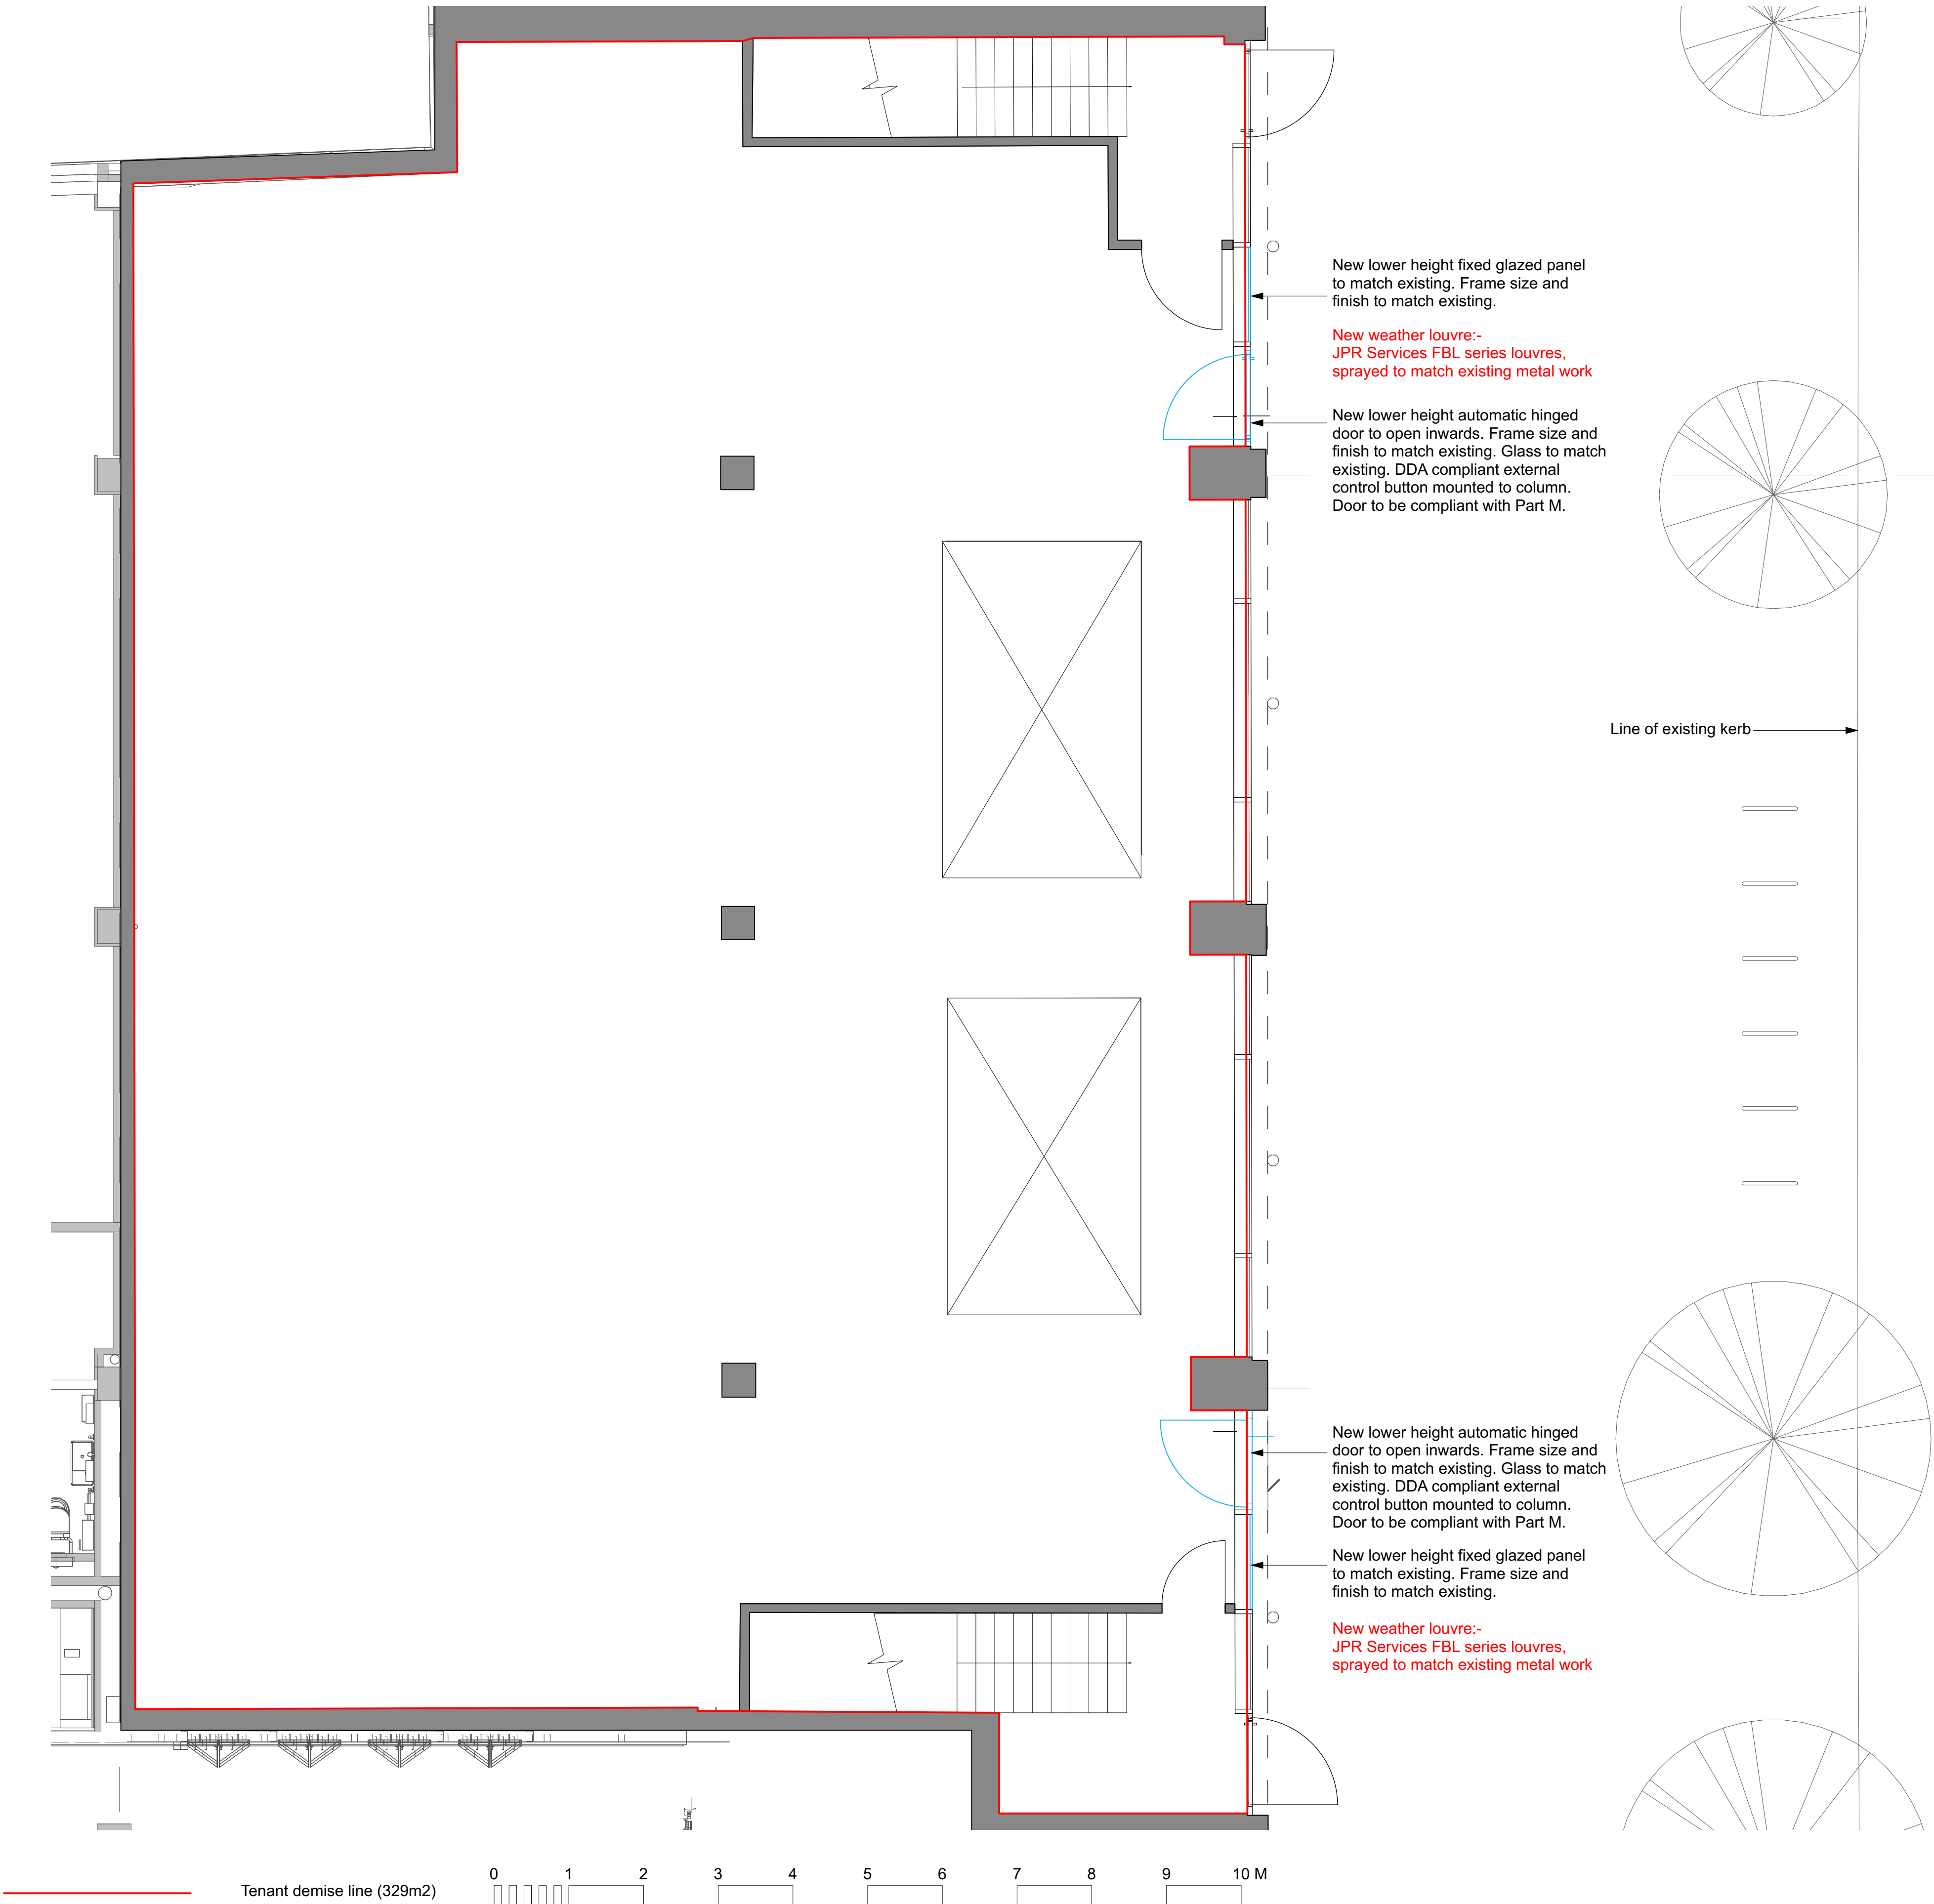 New lower height fixed glazed panel
to match existing. Frame size and
finish to match existing.
New weather louvre:-
JPR Services FBL series louvres,
sprayed to match existing metal work
New lower height automatic hinged
door to open inwards. Frame size and
finish to match existing. Glass to match
existing. DDA compliant external
control button mounted to column.
Door to be compliant with Part M.
Line of existing kerb
New lower height automatic hinged
door to open inwards. Frame size and
finish to match existing. Glass to match
existing. DDA compliant external
control button mounted to column.
Door to be compliant with Part M.
New lower height fixed glazed panel
to match existing. Frame size and
finish to match existing.
New weather louvre:-
JPR Services FBL series louvres,
sprayed to match existing metal work
0 1 2 3 4 5 6 7 8 9 10 M
Tenant demise line (329m2)